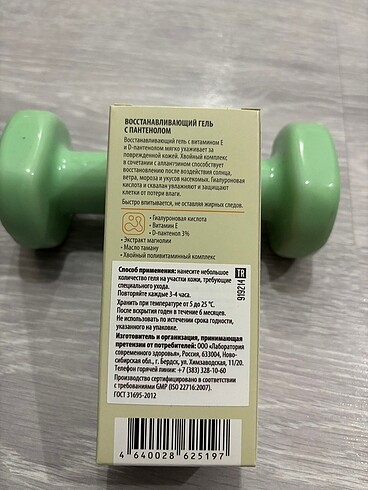 ВОССТАНАВЛИВАЮЩИЙ ГЕЛЬ
С ПАНТЕНОЛОМ
Восстанавливающий гель с витамином Е
и D-пантенолом мягко ухаживает за
поврежденной кожей. Хвойный комплекс
в сочетании с аллантоином способствует
восстановлению после воздействия солнца,
ветра, мороза и укусов насекомых. Гиалуроновая
кислота и сквалан увлажняют и защищают
клетки от потери влаги.
Быстро впитывается, не оставляя жирных следов.
• Гиалуроновая кислота
• Витамин Е
• D-пантенол 3%
• Экстракт магнолии
• Масло таману
• Хвойный поливитаминный комплекс
Способ применения: нанесите небольшое
количество геля на участки кожи, требующие
специального ухода.
Повторяйте каждые 3-4 часа.
Хранить при температуре от 5 до 25 °С.
После вскрытия годен в течение 6 месяцев.
Не использовать по истечении срока годности,
указанного на упаковке.
Изготовитель и организация, принимающая
претензии от потребителей: ООО «Лаборатория
современного здоровья», Россия, 633004, Ново-
сибирская обл., г. Бердск, ул. Химзаводская, 11/20.
Телефон горячей линии: +7 (383) 328-10-60
Производство сертифицировано в соответствии
с требованиями GMP (ISO 22716:2007).
ГОСТ 31695-2012
TR
919214
4 640028 625197